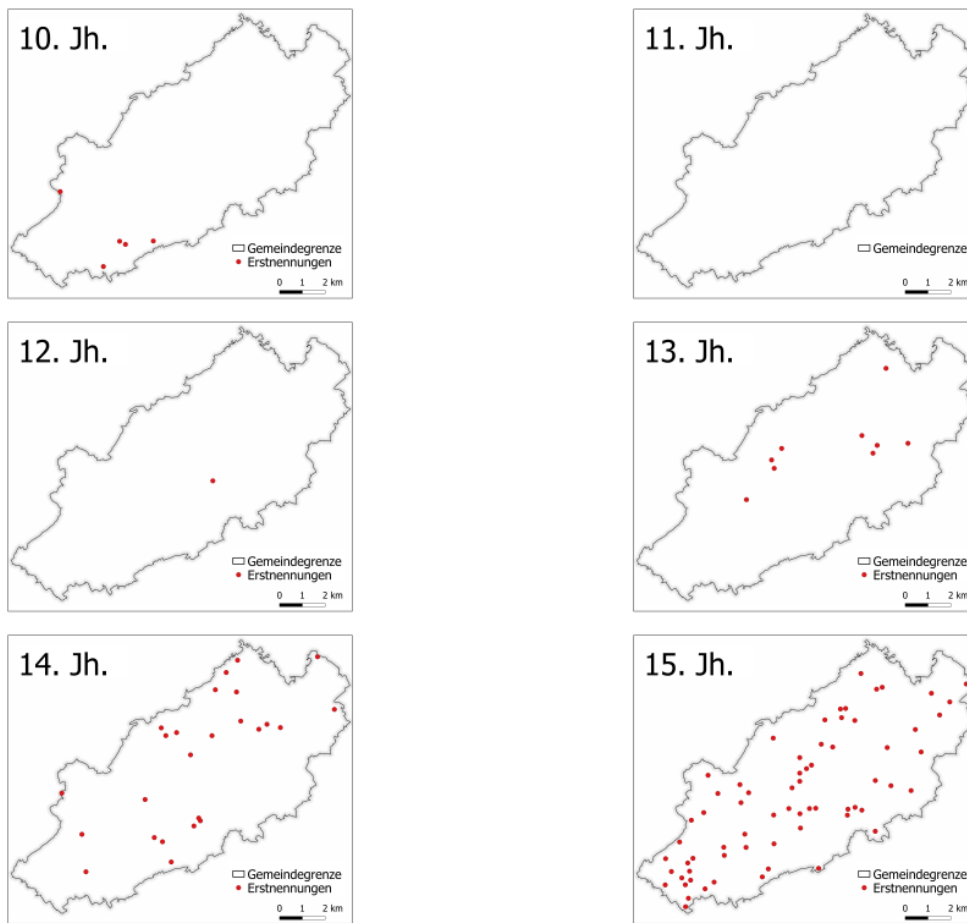 10. Jh.
Gemeindegrenze
Erstnennungen
0 1 2 km
11. Jh.
Gemeindegrenze
0 1 2 km
12. Jh.
Gemeindegrenze
Erstnennungen
0 1 2 km
13. Jh.
Gemeindegrenze
Erstnennungen
0 1 2 km
14. Jh.
Gemeindegrenze
Erstnennungen
0 1 2 km
15. Jh.
Gemeindegrenze
Erstnennungen
0 1 2 km